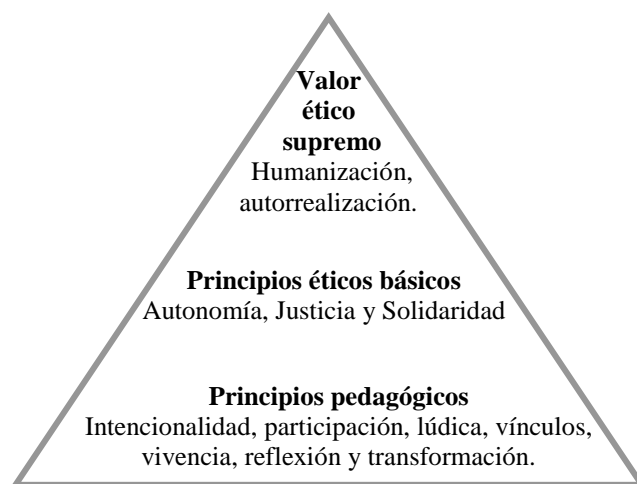 Valor
ético
supremo
Humanización,
autorrealización.
Principios éticos básicos
Autonomía, Justicia y Solidaridad
Principios pedagógicos
Intencionalidad, participación, lúdica, vínculos,
vivencia, reflexión y transformación.